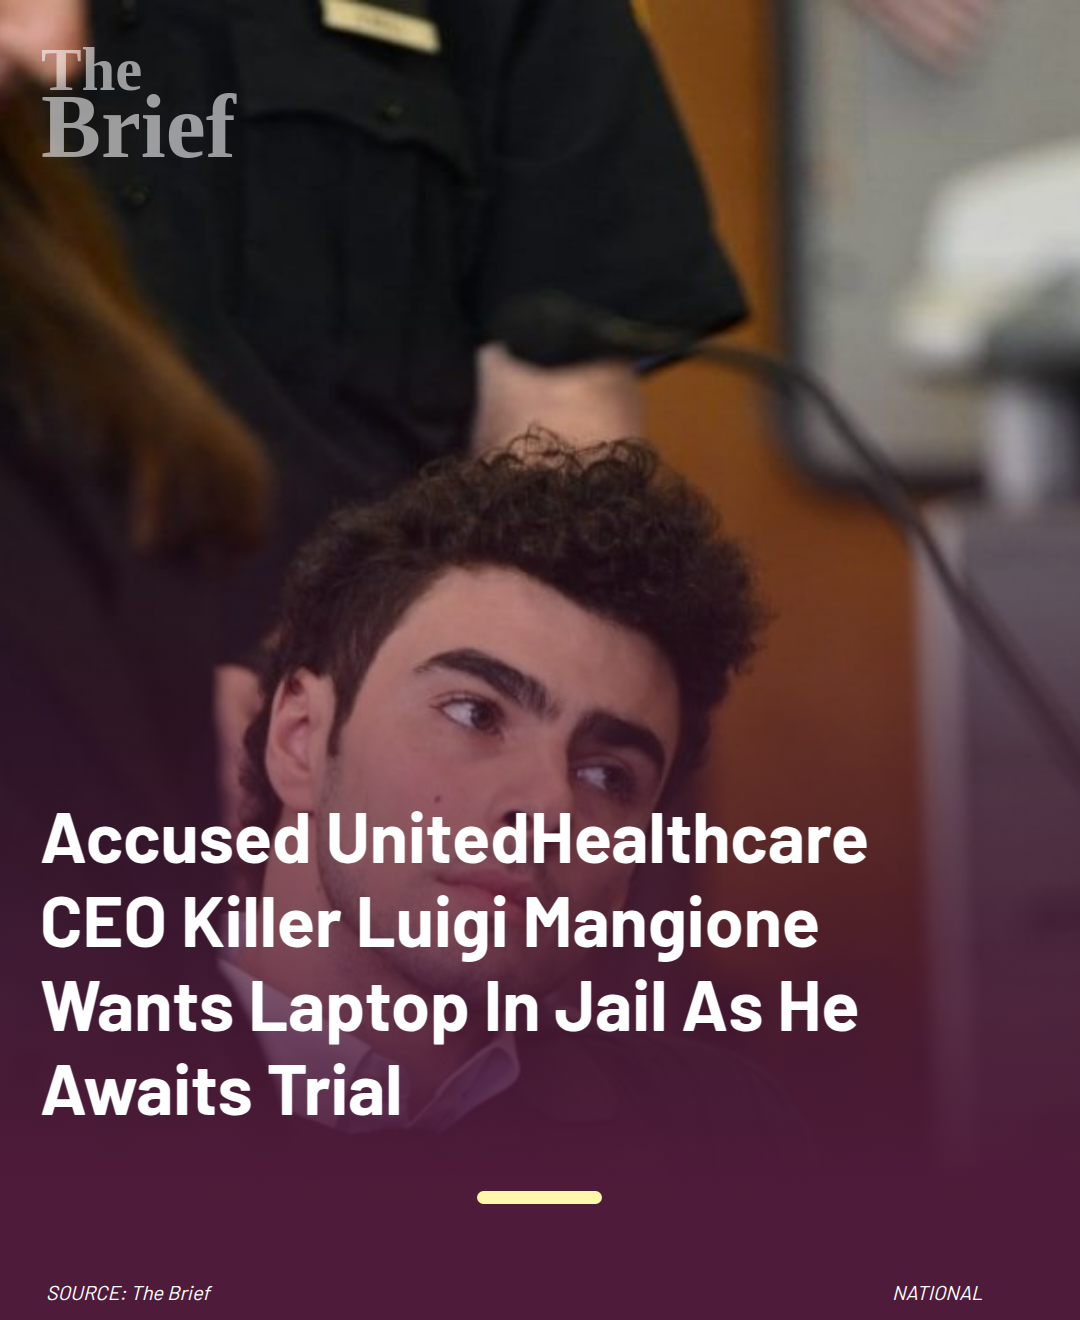 The
Brief
Accused UnitedHealthcare
CEO Killer Luigi Mangione
Wants Laptop In Jail As He
Awaits Trial
SOURCE: The Brief
NATIONAL